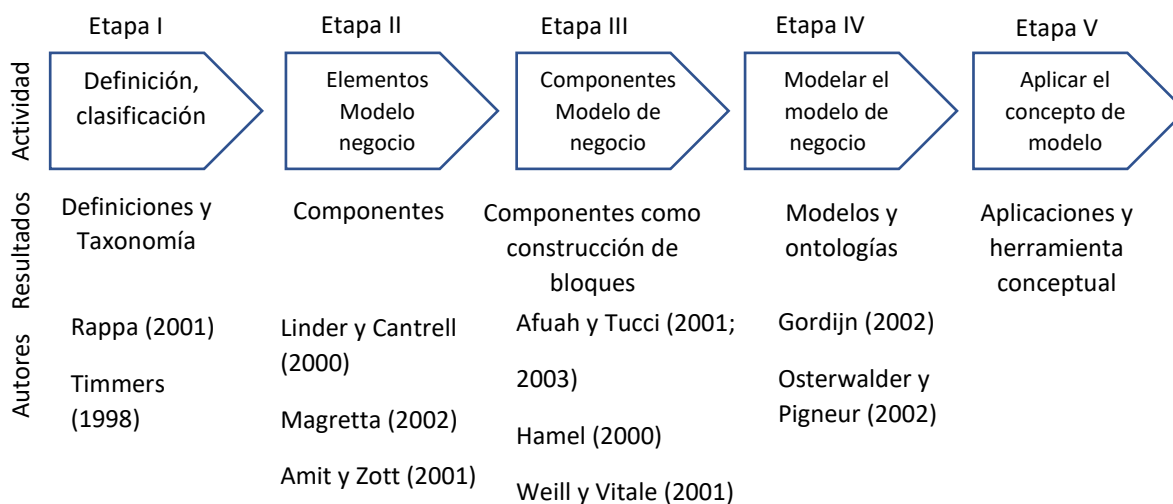 Etapa I
Etapa II
Etapa III
Etapa IV
Etapa V
Actividad
Definición,
clasificación
Elementos
Modelo
negocio
Componentes
Modelo de
negocio
Modelar el
modelo de
negocio
Aplicar el
concepto de
modelo
Resultados
Definiciones y
Taxonomía
Componentes
Componentes como
construcción de
bloques
Modelos y
ontologías
Aplicaciones y
herramienta
conceptual
Autores
Rappa (2001)
Timmers
(1998)
Linder y Cantrell
(2000)
Magretta (2002)
Amit y Zott (2001)
Afuah y Tucci (2001;
2003)
Hamel (2000)
Weill y Vitale (2001)
Gordijn (2002)
Osterwalder y
Pigneur (2002)